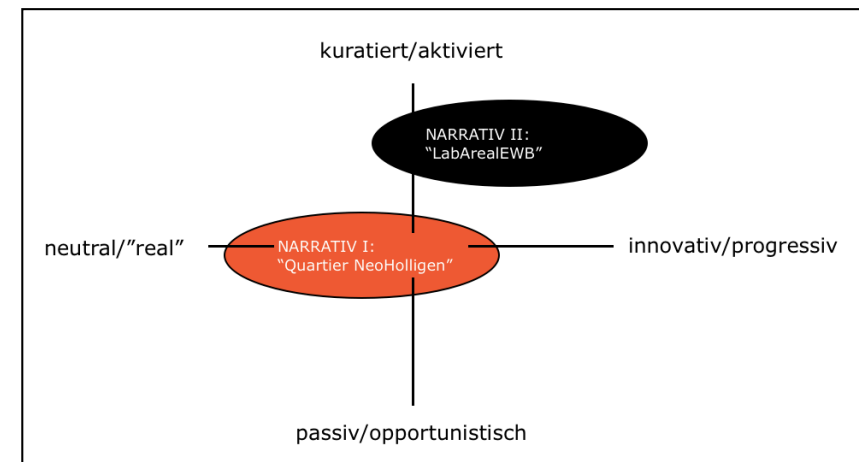 kuratiert/aktiviert
NARRATIV II:
“LabArealEWB”
neutral/”real”
NARRATIV I:
“Quartier NeoHolligen”
innovativ/progressiv
passiv/opportunistisch